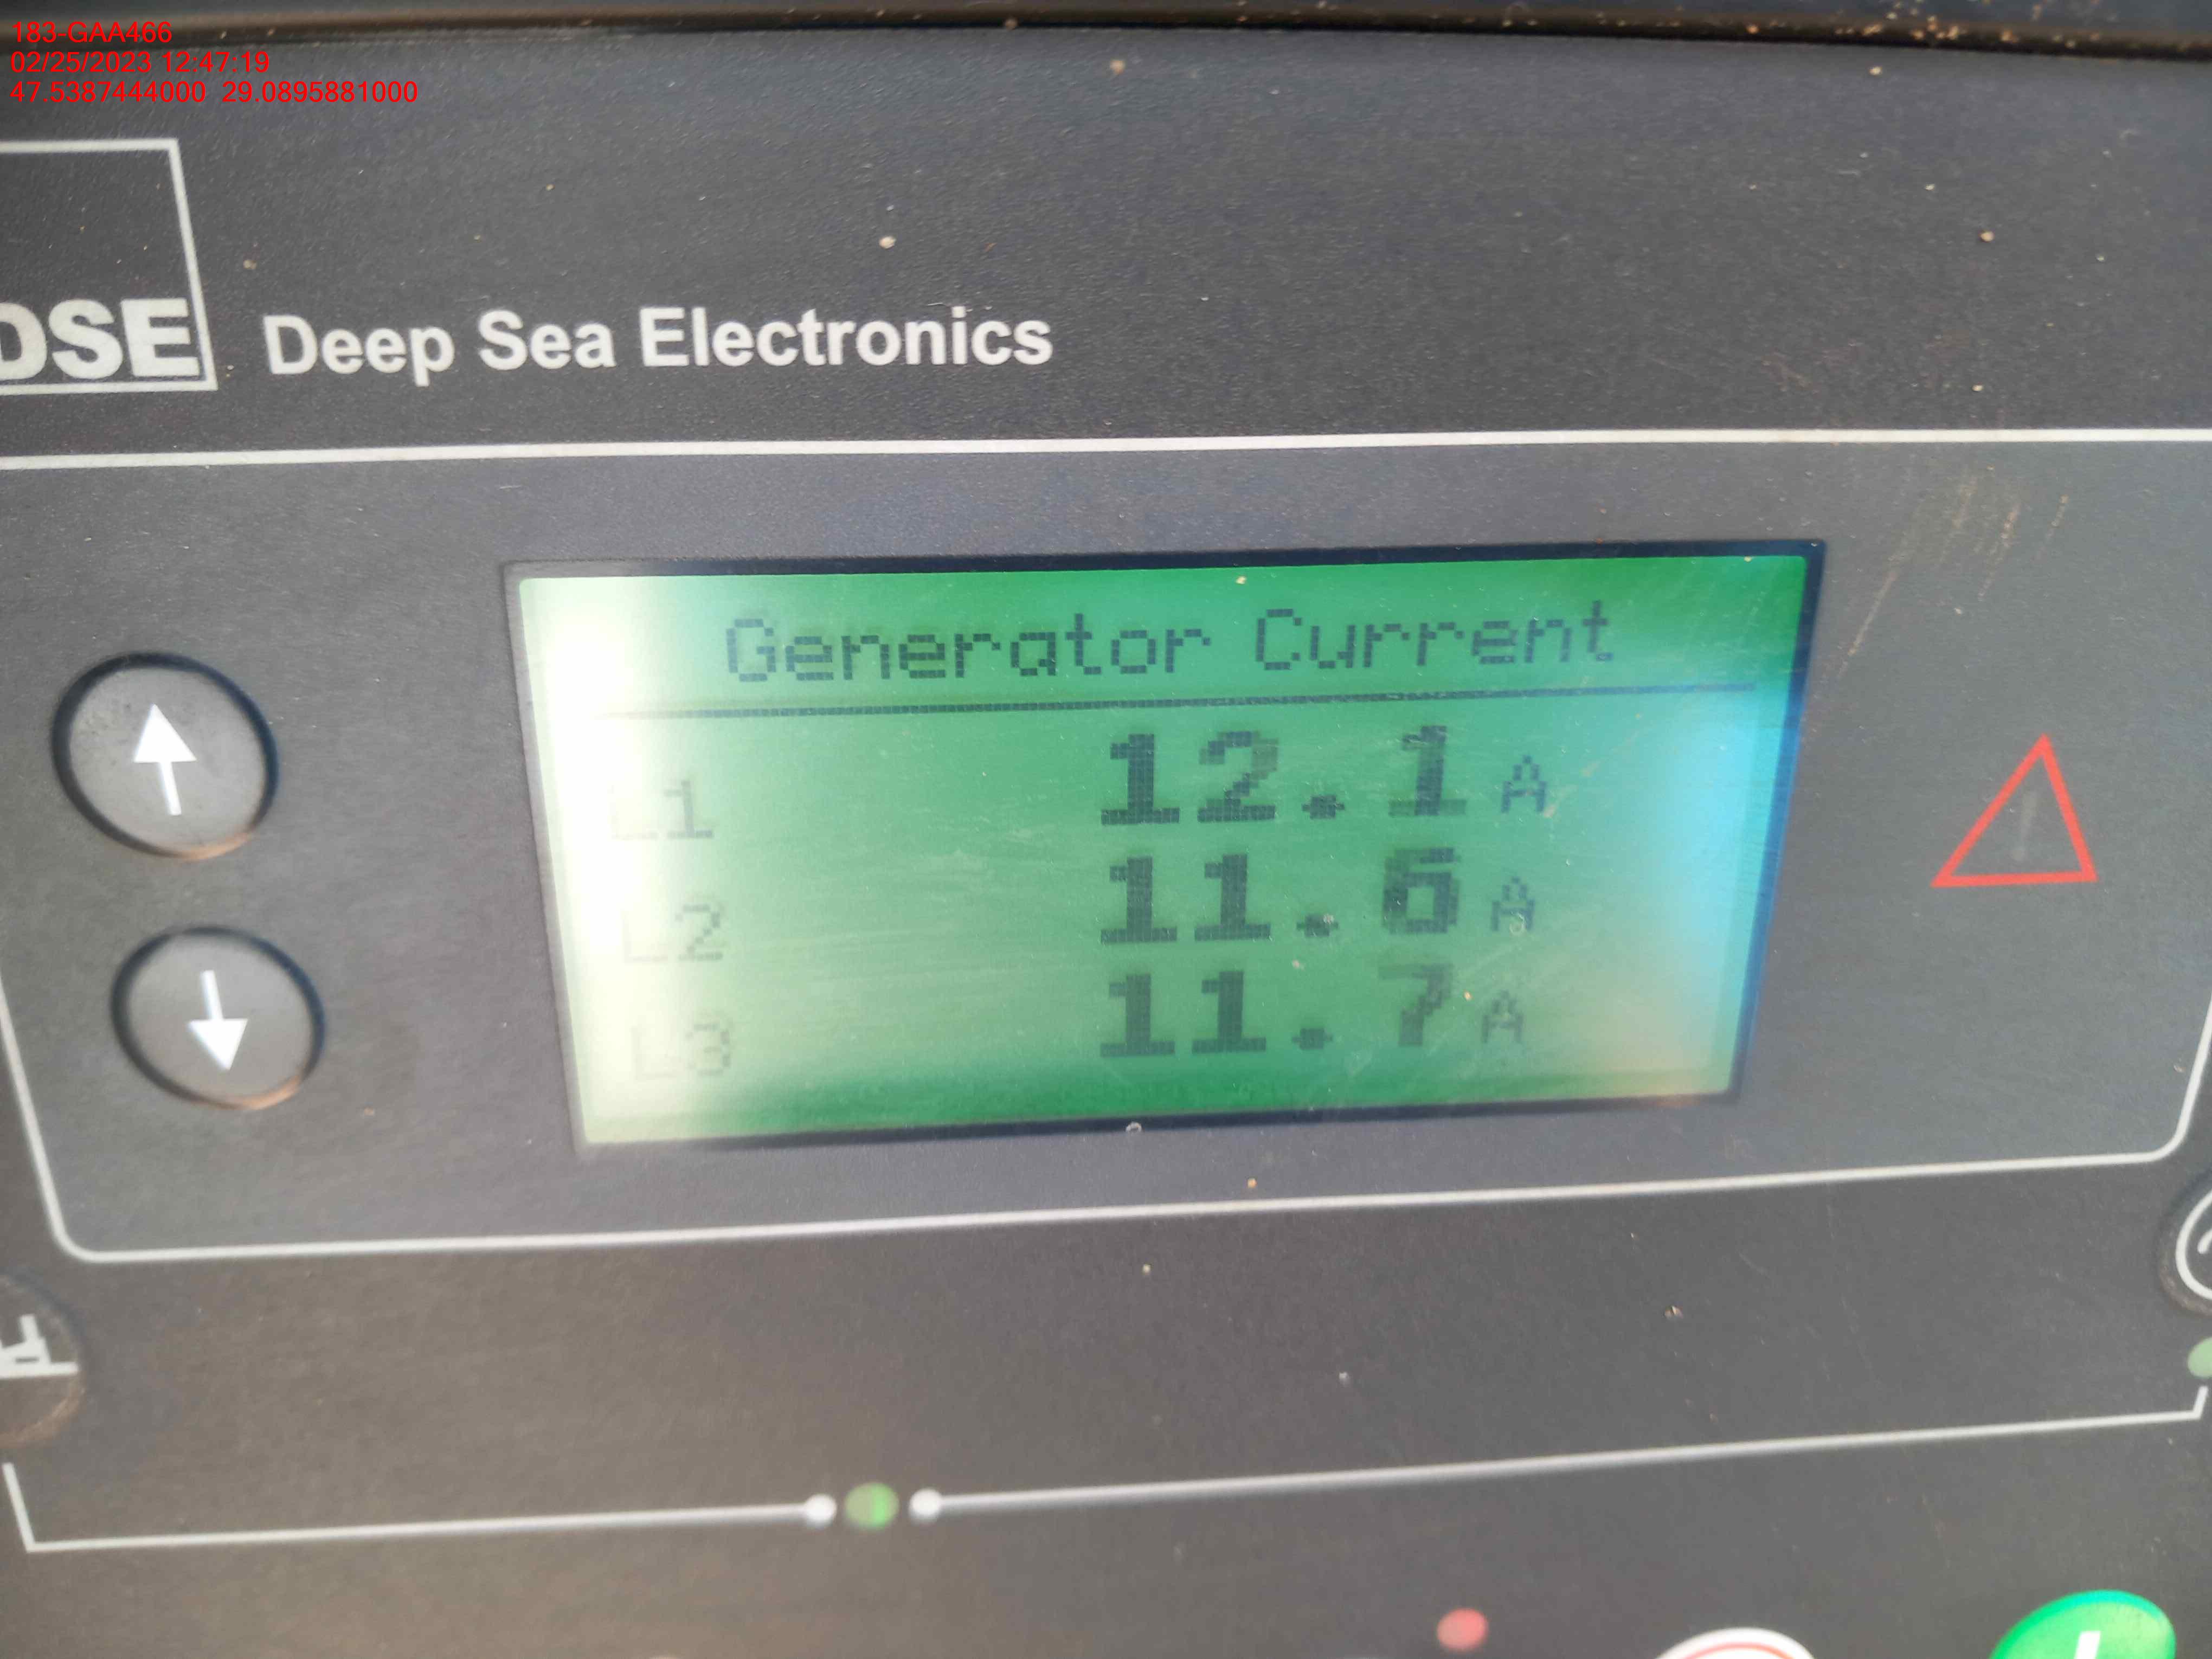 183-GAA466
02/25/2023 12:47:19
47.5387444000 29.0895881000
DSE Deep Sea Electronics
Generator Current
L1 12.1 A
L2 11.6 A
L3 11.7 A